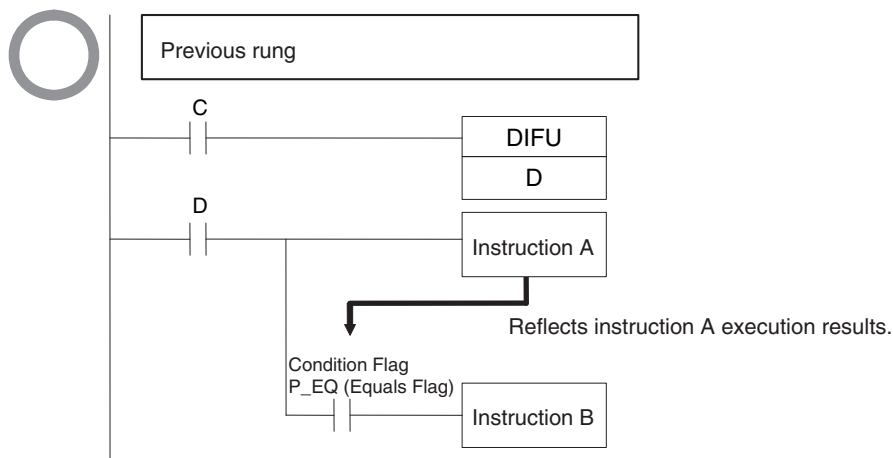 Previous rung
C
DIFU
D
D
Instruction A
Reflects instruction A execution results.
Condition Flag
P_EQ (Equals Flag)
Instruction B